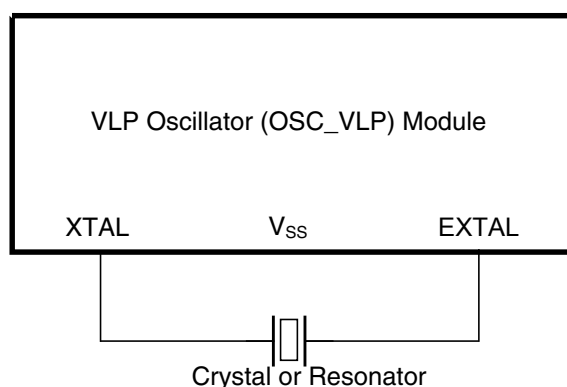 VLP Oscillator (OSC_VLP) Module
XTAL VSS EXTAL
Crystal or Resonator